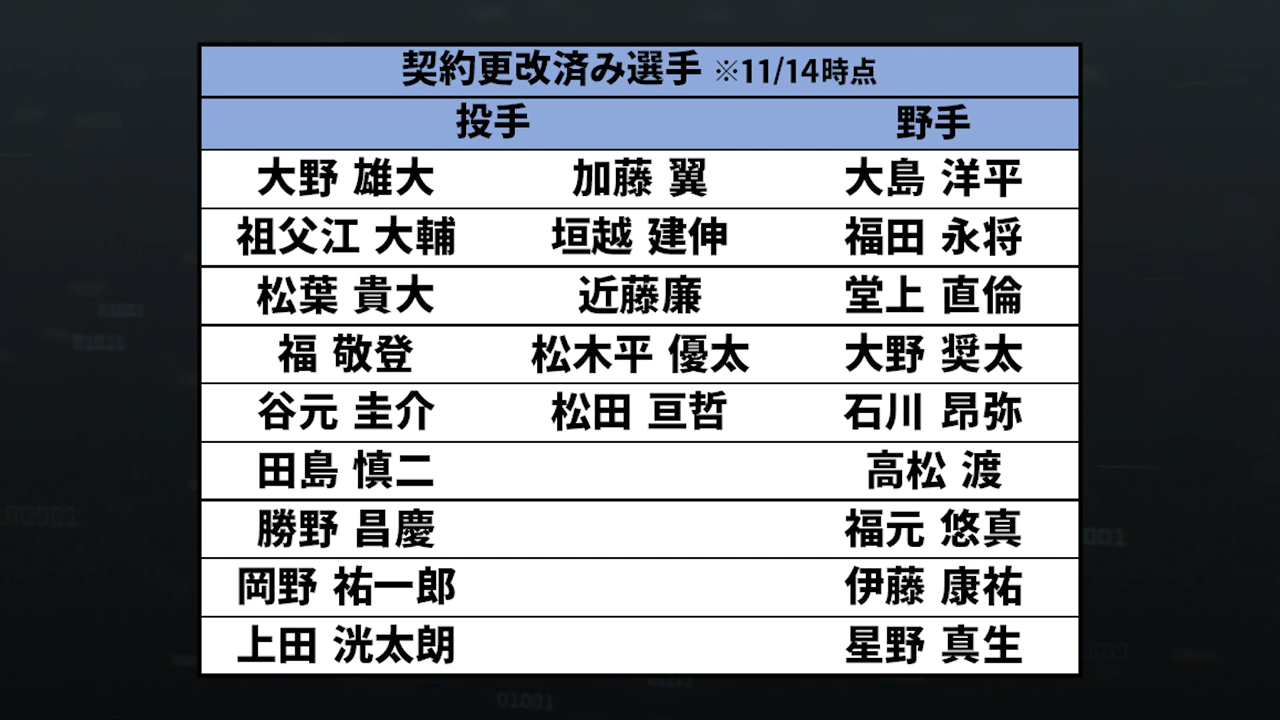 契約更改済み選手 ※11/14時点
投手 野手
大野 雄大 加藤 翼 大島 洋平
祖父江 大輔 垣越 建伸 福田 永将
松葉 貴大 近藤廉 堂上 直倫
福 敬登 松木平 優太 大野 奨太
谷元 圭介 松田 亘哲 石川 昂弥
田島 慎二 高松 渡
勝野 昌慶 福元 悠真
岡野 祐一郎 伊藤 康祐
上田 洸太朗 星野 真生